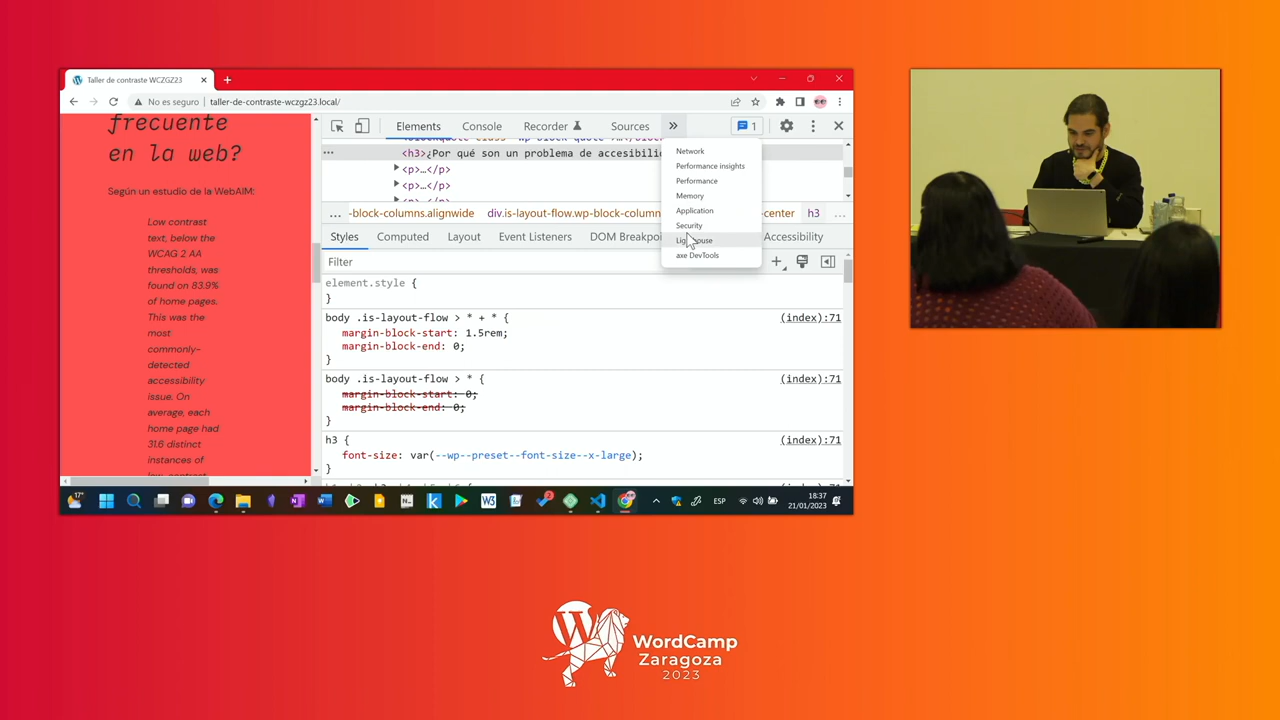 Taller de contraste WCZGZ23
No es seguro
taller-de-contraste-wczgz23.local/
frecuente
en la web?
Según un estudio de la WebAIM:
Low contrast
text, below the
WCAG 2 AA
thresholds, was
found on 83.9%
of home pages.
This was the
most
commonly-
detected
accessibility
issue. On
average, each
home page had
31.6 distinct
instances of
Elements Console Recorder Sources » 1
<h3>¿Por qué son un problema de accesibili
<p>…</p>
<p>…</p>
Network
Performance insights
Performance
Memory
Application
Security
axe DevTools
… -block-columns.alignwide div.is-layout-flow.wp-block-column -center h3 …
Styles Computed Layout Event Listeners DOM Breakpoi Accessibility
Filter
element.style {
}
body .is-layout-flow > * + * { (index):71
margin-block-start: 1.5rem;
margin-block-end: 0;
}
body .is-layout-flow > * { (index):71
margin-block-start: 0;
margin-block-end: 0;
}
h3 { (index):71
font-size: var(--wp--preset--font-size--x-large);
}
17°
W3
2
ESP
18:37
21/01/2023
WordCamp
Zaragoza
2023